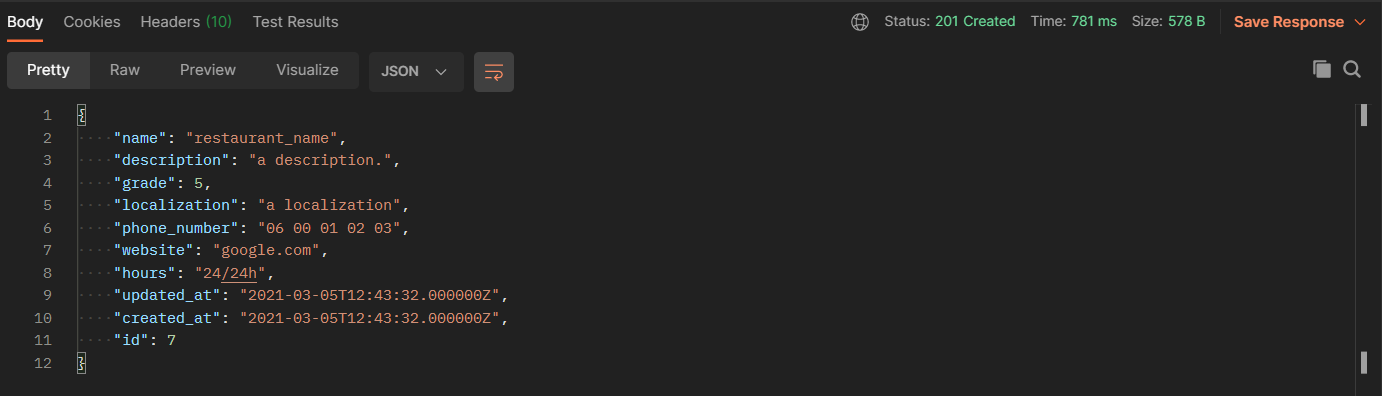 Body Cookies Headers (10) Test Results Status: 201 Created Time: 781 ms Size: 578 B Save Response
Pretty Raw Preview Visualize JSON
1 {
2 "name": "restaurant_name",
3 "description": "a description.",
4 "grade": 5,
5 "localization": "a localization",
6 "phone_number": "06 00 01 02 03",
7 "website": "google.com",
8 "hours": "24/24h",
9 "updated_at": "2021-03-05T12:43:32.000000Z",
10 "created_at": "2021-03-05T12:43:32.000000Z",
11 "id": 7
12 }